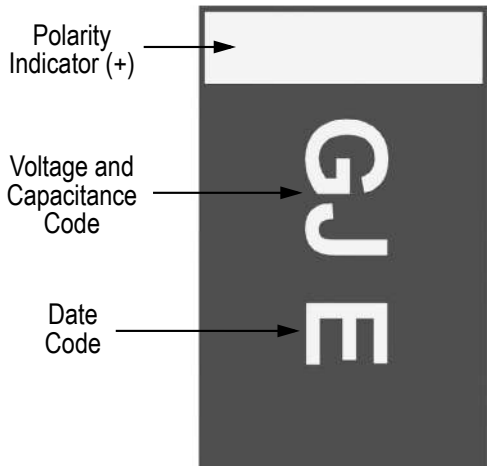 Polarity
Indicator (+)
Voltage and
Capacitance
Code
Date
Code
GJ E